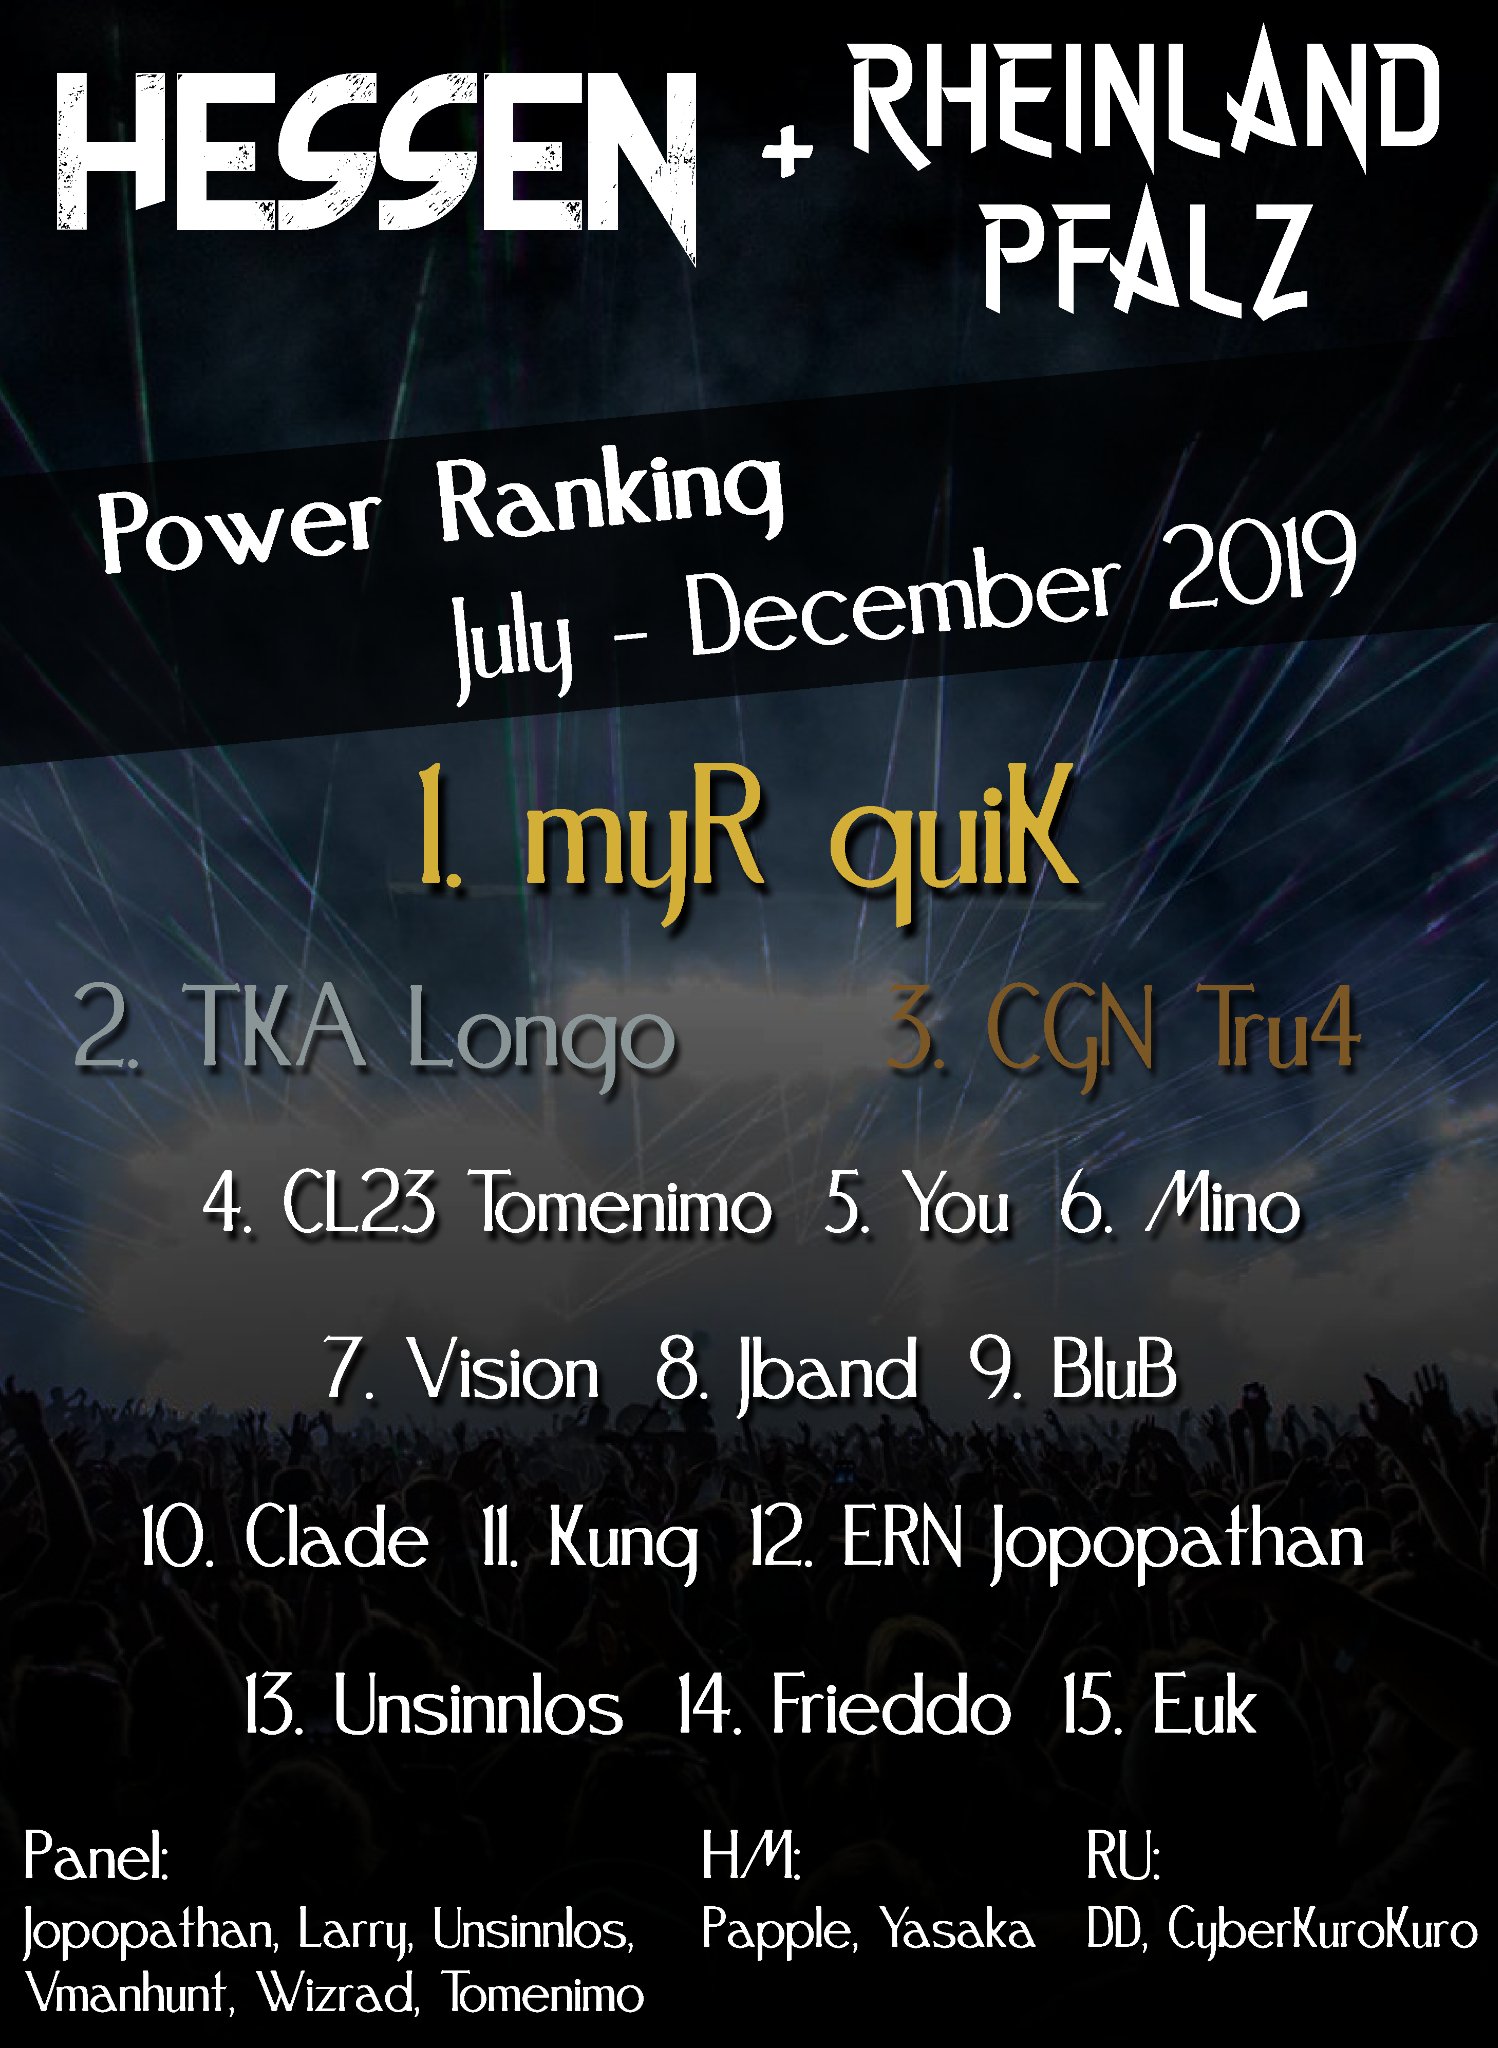 HESSEN + RHEINLAND
PFALZ
Power Ranking
July - December 2019
1. myR quiK
2. TKA Longo 3. CGN Tru4
4. CL23 Tomenimo 5. You 6. Mino
7. Vision 8. Jband 9. BluB
10. Clade 11. Kung 12. ERN Jopopathan
13. Unsinnlos 14. Frieddo 15. Euk
Panel:
Jopopathan, Larry, Unsinnlos,
Vmanhunt, Wizrad, Tomenimo
HM:
Papple, Yasaka
RU:
DD, CyberKuroKuro